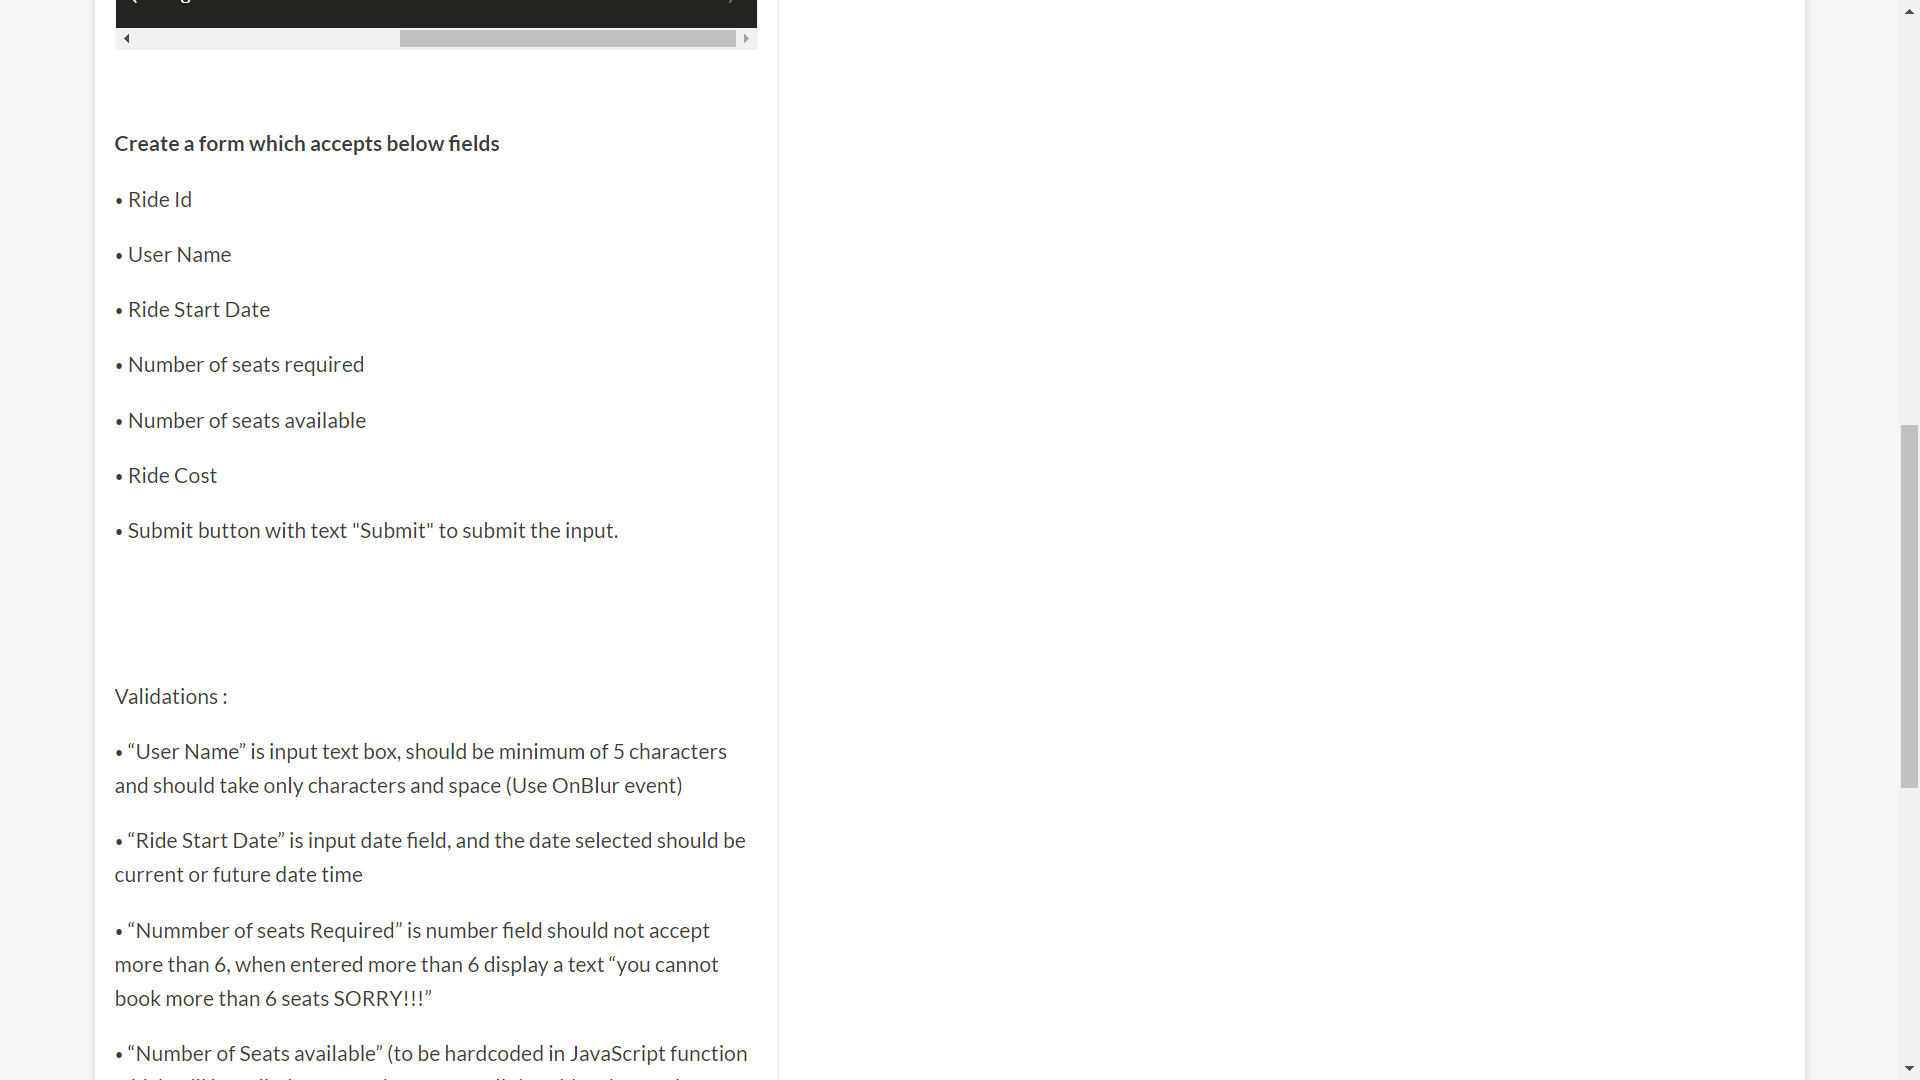 Create a form which accepts below fields
• Ride Id
• User Name
• Ride Start Date
• Number of seats required
• Number of seats available
• Ride Cost
• Submit button with text "Submit" to submit the input.
Validations :
• “User Name” is input text box, should be minimum of 5 characters
and should take only characters and space (Use OnBlur event)
• “Ride Start Date” is input date field, and the date selected should be
current or future date time
• “Nummber of seats Required” is number field should not accept
more than 6, when entered more than 6 display a text “you cannot
book more than 6 seats SORRY!!!”
• “Number of Seats available” (to be hardcoded in JavaScript function